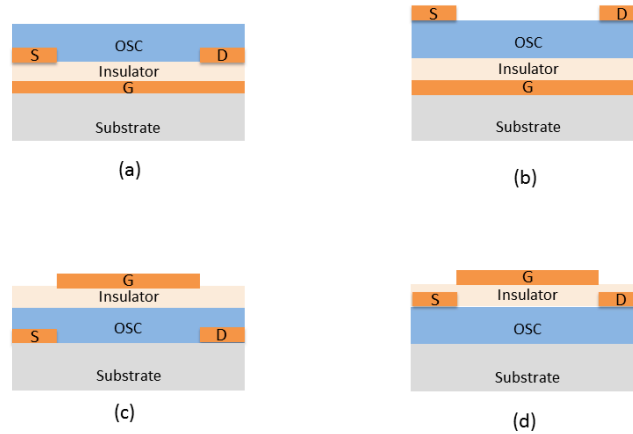 S OSC D
Insulator
G
Substrate
(a)
S D
OSC
Insulator
G
Substrate
(b)
G
Insulator
S OSC D
Substrate
(c)
G
S Insulator D
OSC
Substrate
(d)